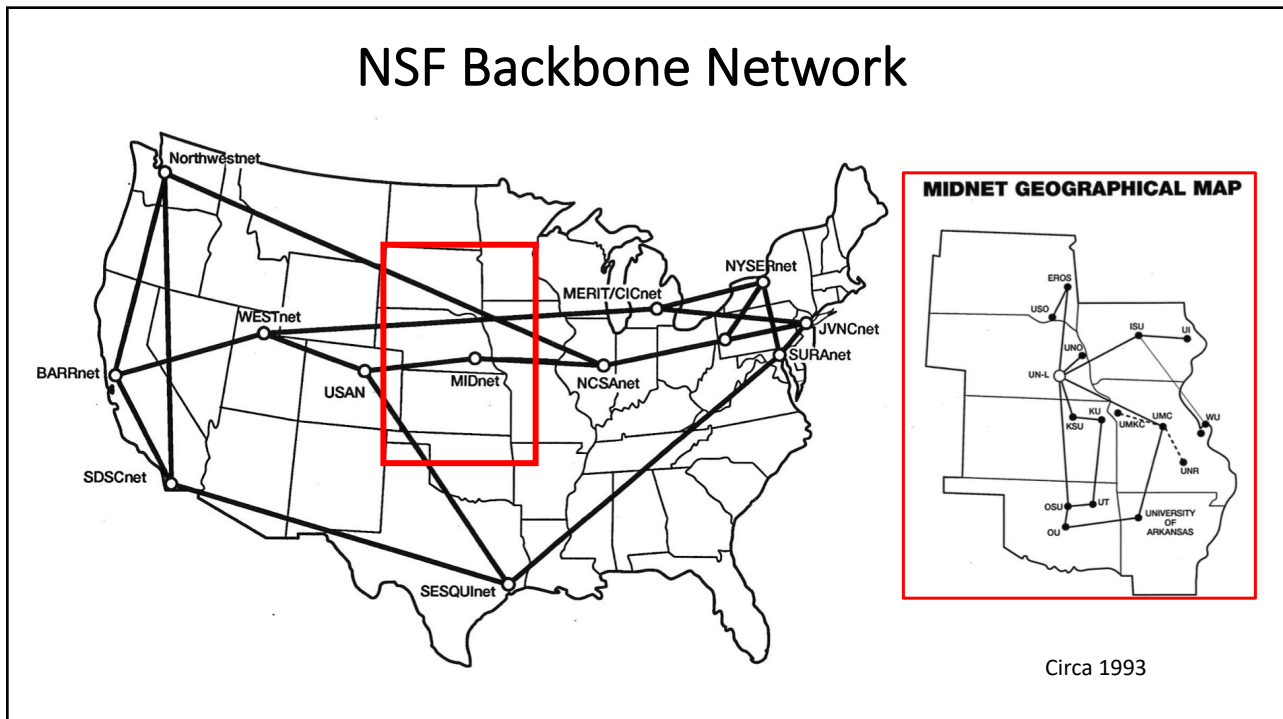 NSF Backbone Network
Northwestnet
NYSERnet
MERIT/CICnet
WESTnet
JVNCnet
SURAnet
BARRnet
USAN
MIDnet
NCSAnet
SDSCnet
SESQUInet
MIDNET GEOGRAPHICAL MAP
EROS
USO
ISU
UI
UNO
UN-L
KU
UMC
WU
KSU
UMKC
UNR
OSU
UT
OU
UNIVERSITY
OF
ARKANSAS
Circa 1993